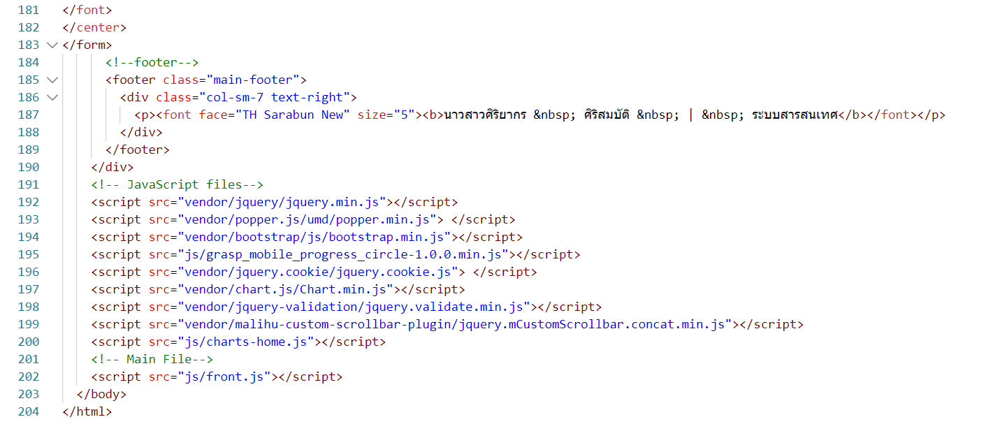 181 </font>
182 </center>
183 </form>
184 <!--footer-->
185 <footer class="main-footer">
186 <div class="col-sm-7 text-right">
187 <p><font face="TH Sarabun New" size="5"><b>นาวสาวศิริยากร &nbsp; ศิริสมบัติ &nbsp; | &nbsp; ระบบสารสนเทศ</b></font></p>
188 </div>
189 </footer>
190 </div>
191 <!-- JavaScript files-->
192 <script src="vendor/jquery/jquery.min.js"></script>
193 <script src="vendor/popper.js/umd/popper.min.js"> </script>
194 <script src="vendor/bootstrap/js/bootstrap.min.js"></script>
195 <script src="js/grasp_mobile_progress_circle-1.0.0.min.js"></script>
196 <script src="vendor/jquery.cookie/jquery.cookie.js"> </script>
197 <script src="vendor/chart.js/Chart.min.js"></script>
198 <script src="vendor/jquery-validation/jquery.validate.min.js"></script>
199 <script src="vendor/malihu-custom-scrollbar-plugin/jquery.mCustomScrollbar.concat.min.js"></script>
200 <script src="js/charts-home.js"></script>
201 <!-- Main File-->
202 <script src="js/front.js"></script>
203 </body>
204 </html>